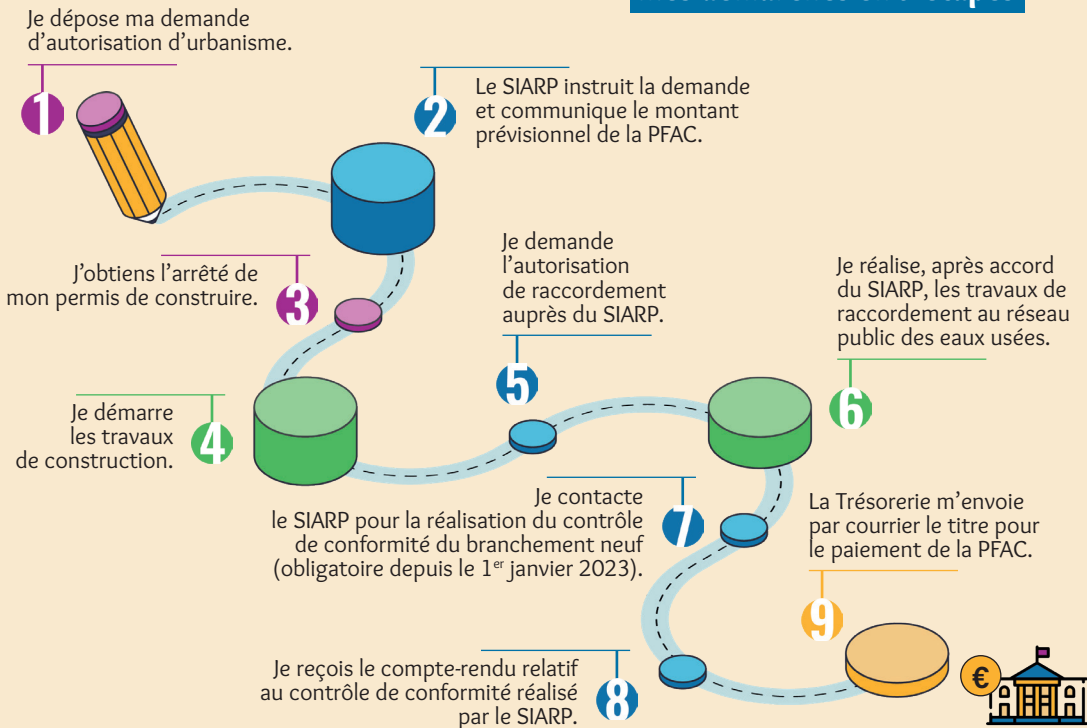 1
Je dépose ma demande
d'autorisation d'urbanisme.
2
Le SIARP instruit la demande
et communique le montant
prévisionnel de la PFAC.
3
J'obtiens l'arrêté de
mon permis de construire.
4
Je démarre
les travaux
de construction.
5
Je demande
l'autorisation
de raccordement
auprès du SIARP.
6
Je réalise, après accord
du SIARP, les travaux de
raccordement au réseau
public des eaux usées.
7
Je contacte
le SIARP pour la réalisation du contrôle
de conformité du branchement neuf
(obligatoire depuis le 1er janvier 2023).
8
Je reçois le compte-rendu relatif
au contrôle de conformité réalisé
par le SIARP.
9
La Trésorerie m'envoie
par courrier le titre pour
le paiement de la PFAC.
€